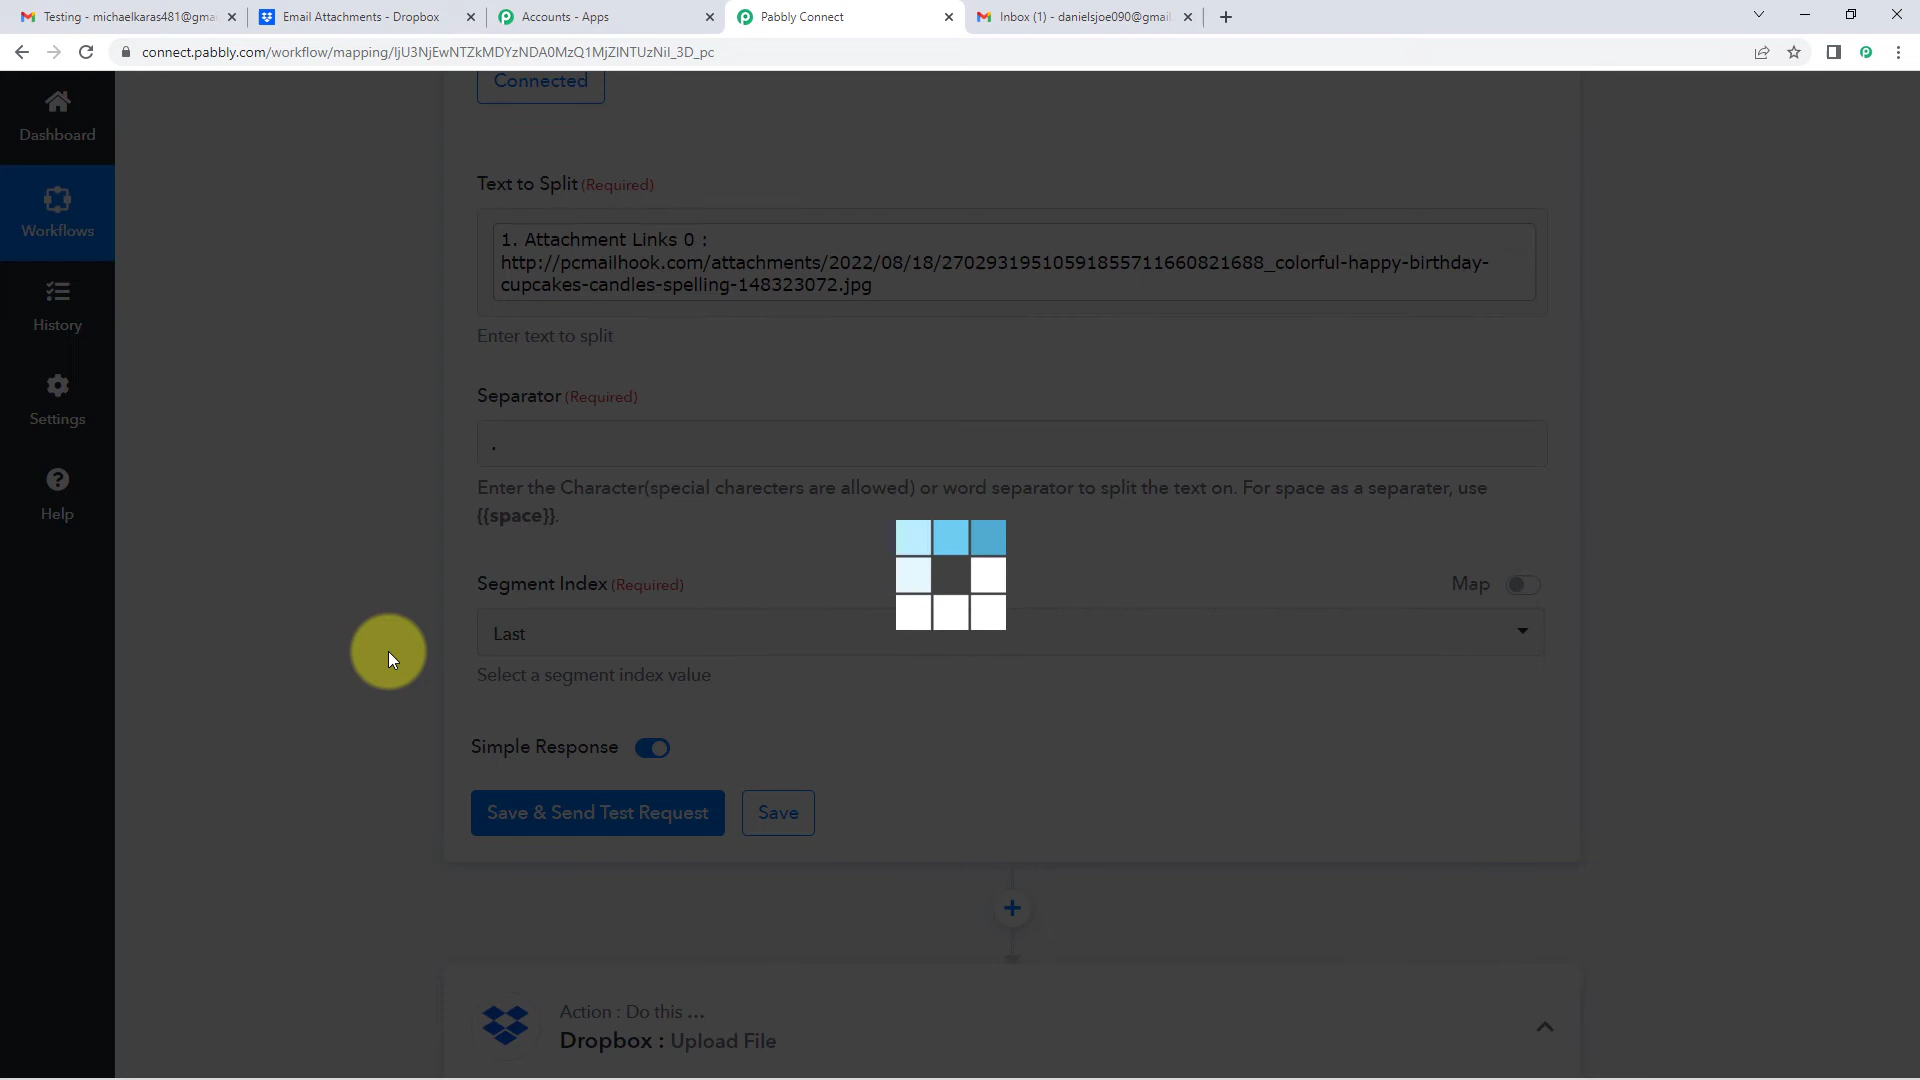 Testing - michaelkaras481@gma
Email Attachments - Dropbox
Accounts - Apps
Pabbly Connect
Inbox (1) - danielsjoe090@gmail.
connect.pabbly.com/workflow/mapping/IjU3NjEwNTZkMDYzNDA0MzQ1MjZlNTUzNiI_3D_pc
Dashboard
Workflows
History
Settings
Help
Connected
Text to Split (Required)
1. Attachment Links 0 :
http://pcmailhook.com/attachments/2022/08/18/27029319510591855711660821688_colorful-happy-birthday-
cupcakes-candles-spelling-148323072.jpg
Enter text to split
Separator (Required)
.
Enter the Character(special charecters are allowed) or word separator to split the text on. For space as a separater, use
{{space}}.
Segment Index (Required)
Map
Last
Select a segment index value
Simple Response
Save & Send Test Request
Save
Action : Do this ...
Dropbox : Upload File